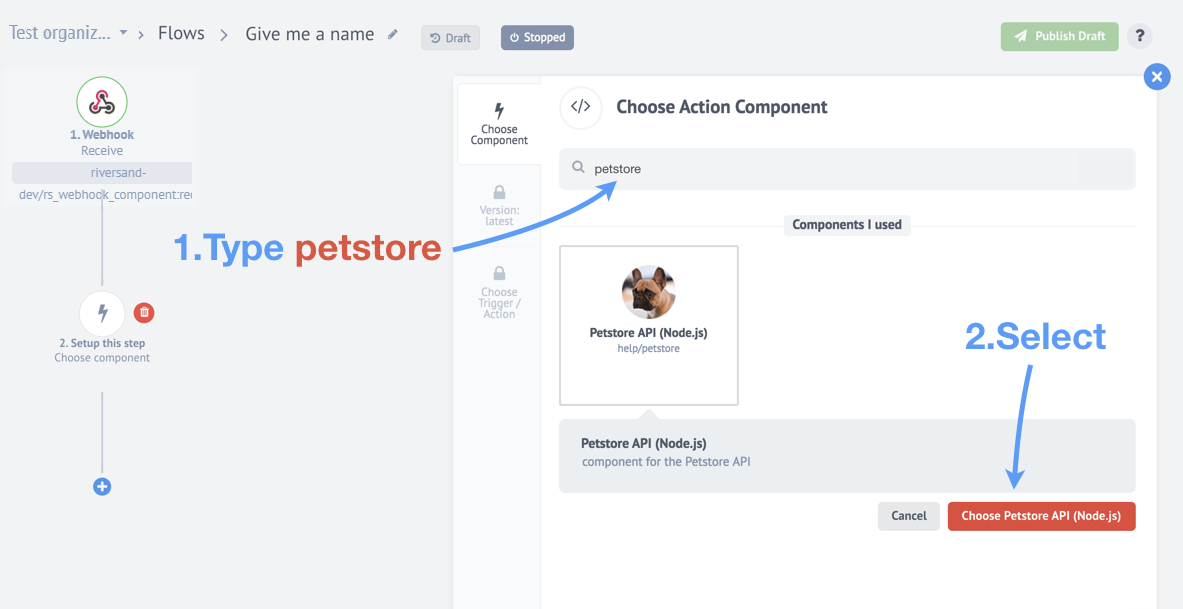 Test organiz...
Flows
Give me a name
Draft
Stopped
Publish Draft
?
1. Webhook
Receive
riversand-
dev/rs_webhook_component:rec
2. Setup this step
Choose component
Choose
Component
Version:
latest
Choose
Trigger /
Action
</> Choose Action Component
petstore
1.Type petstore
Components I used
Petstore API (Node.js)
help/petstore
2.Select
Petstore API (Node.js)
component for the Petstore API
Cancel
Choose Petstore API (Node.js)